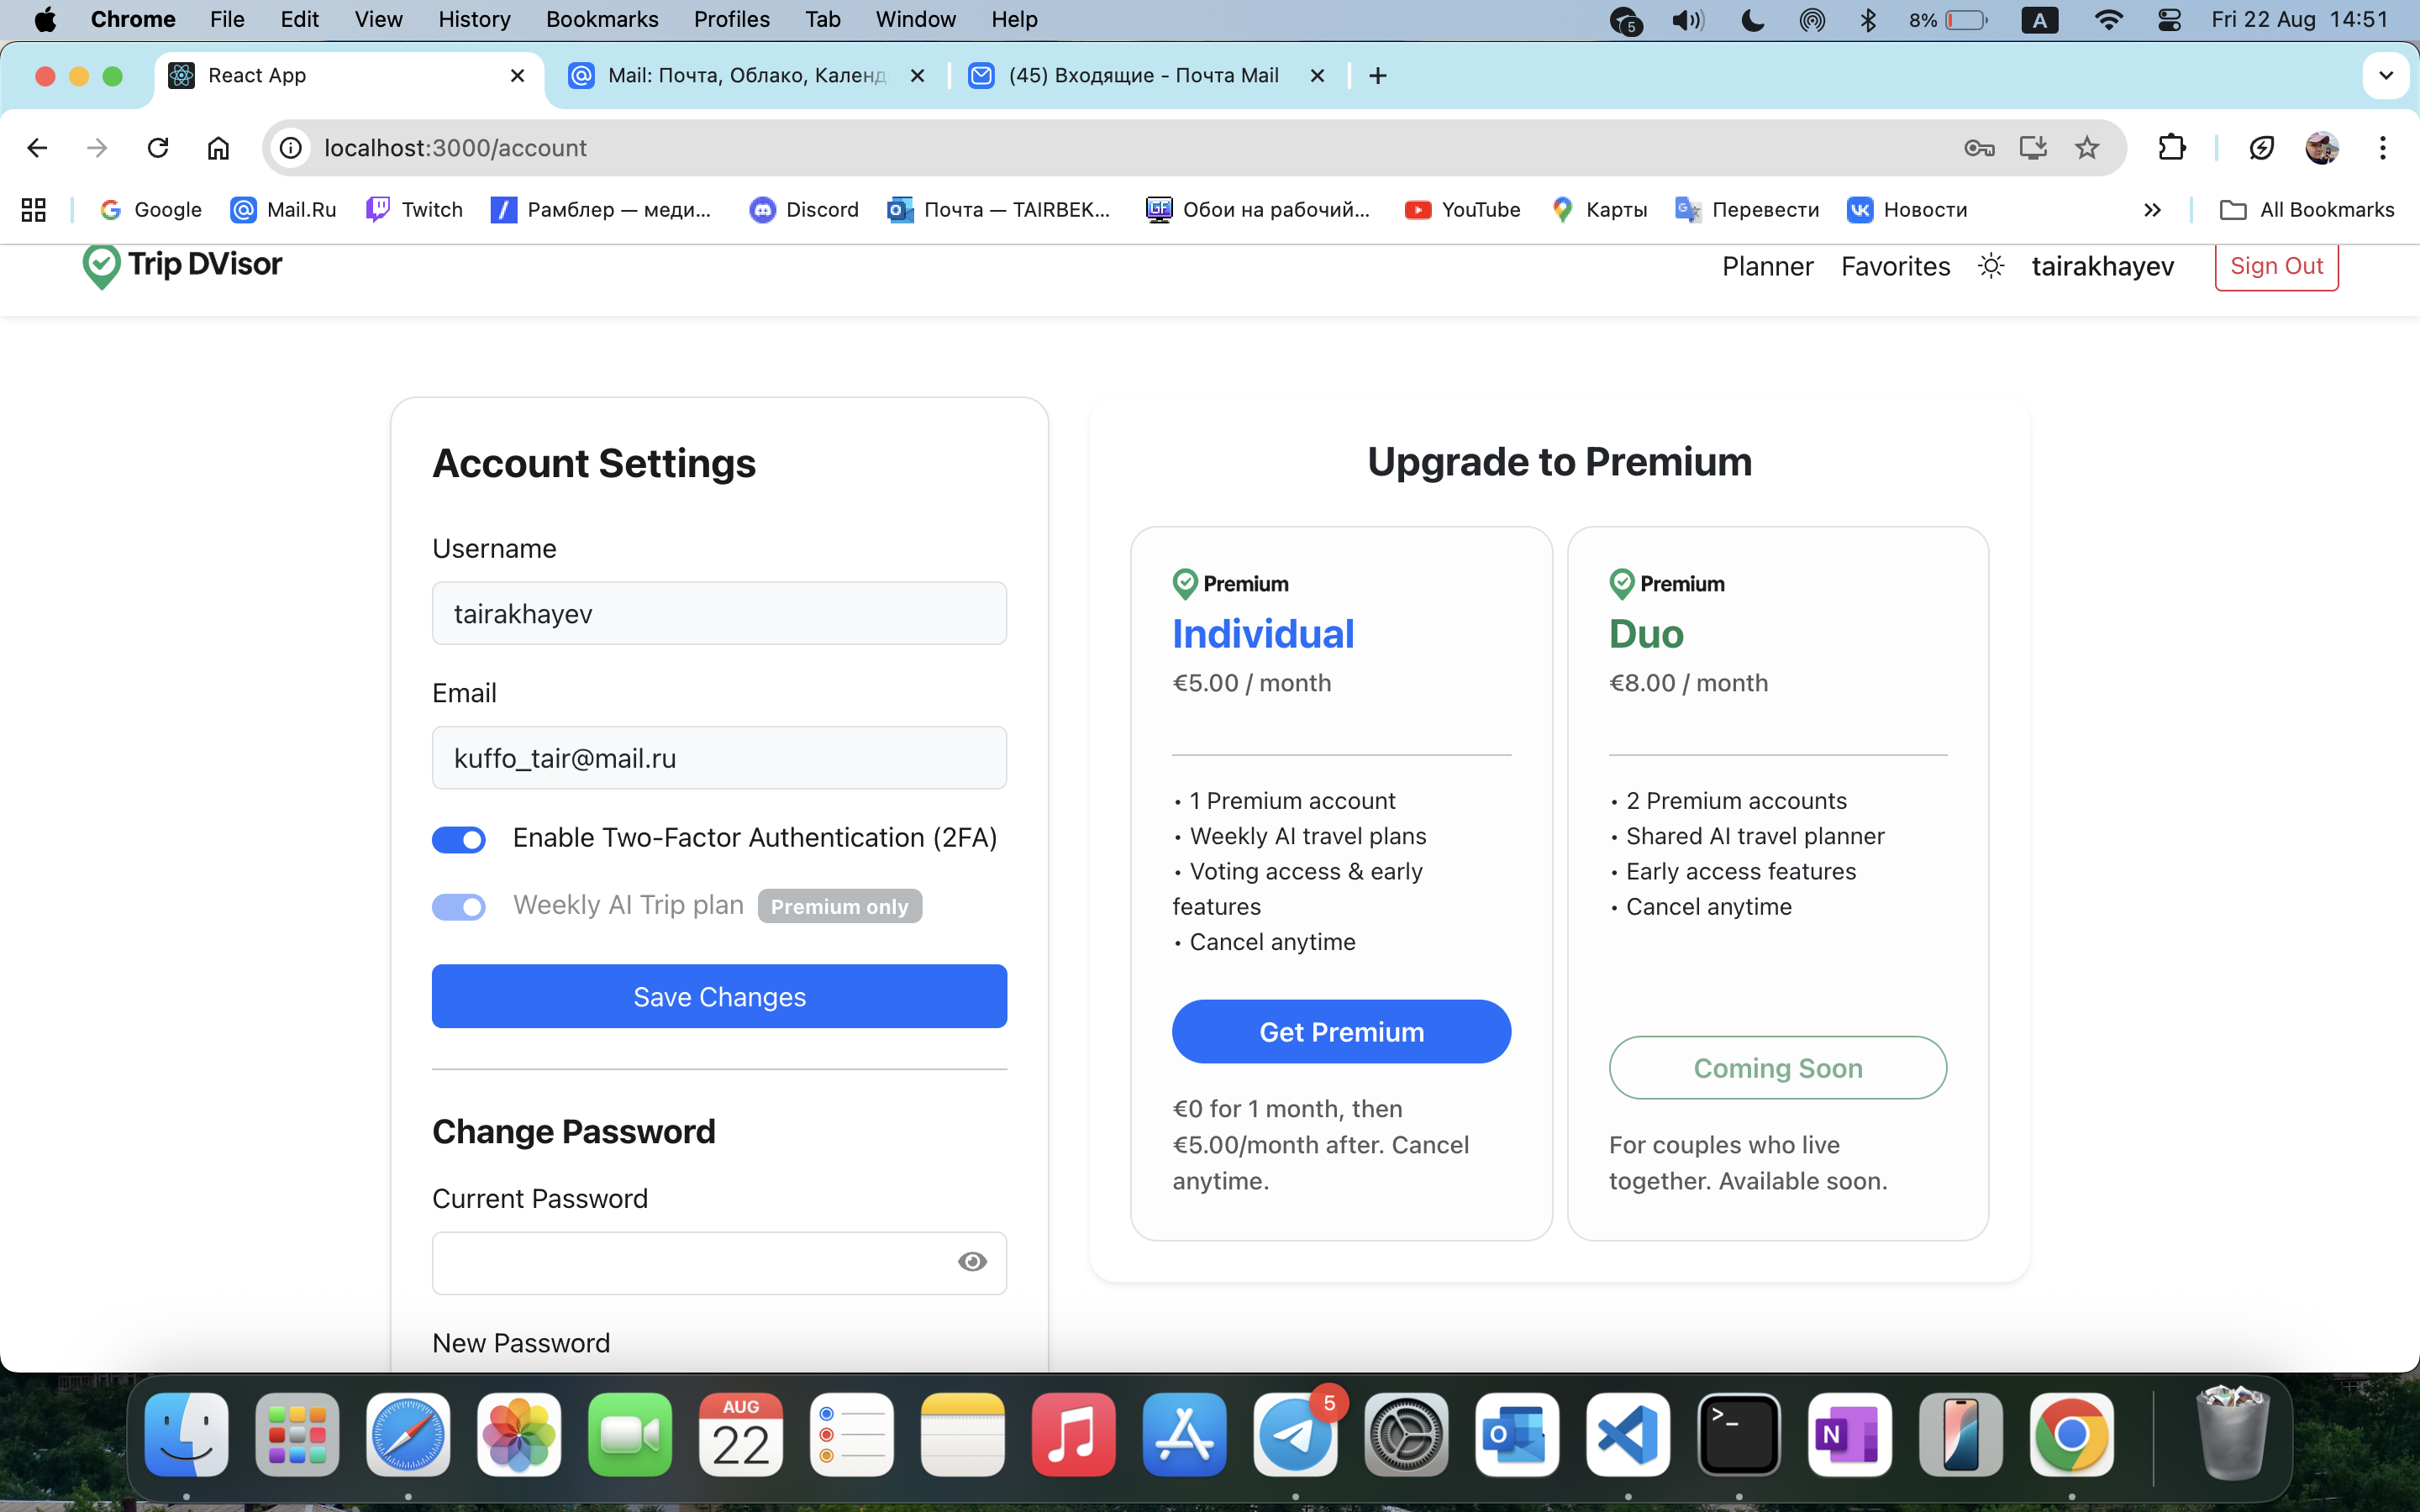 Chrome File Edit View History Bookmarks Profiles Tab Window Help 5 8% A Fri 22 Aug 14:51
React App Mail: Почта, Облако, Календ (45) Входящие - Почта Mail
localhost:3000/account
Google Mail.Ru Twitch Рамблер — меди... Discord Почта — TAIRBEK... Обои на рабочий... YouTube Карты Перевести Новости All Bookmarks
Trip DVisor Planner Favorites tairakhayev Sign Out
Account Settings
Username
tairakhayev
Email
kuffo_tair@mail.ru
Enable Two-Factor Authentication (2FA)
Weekly AI Trip plan Premium only
Save Changes
Change Password
Current Password
New Password
Upgrade to Premium
Premium
Individual
€5.00 / month
• 1 Premium account
• Weekly AI travel plans
• Voting access & early
features
• Cancel anytime
Get Premium
€0 for 1 month, then
€5.00/month after. Cancel
anytime.
Premium
Duo
€8.00 / month
• 2 Premium accounts
• Shared AI travel planner
• Early access features
• Cancel anytime
Coming Soon
For couples who live
together. Available soon.
AUG
22
5